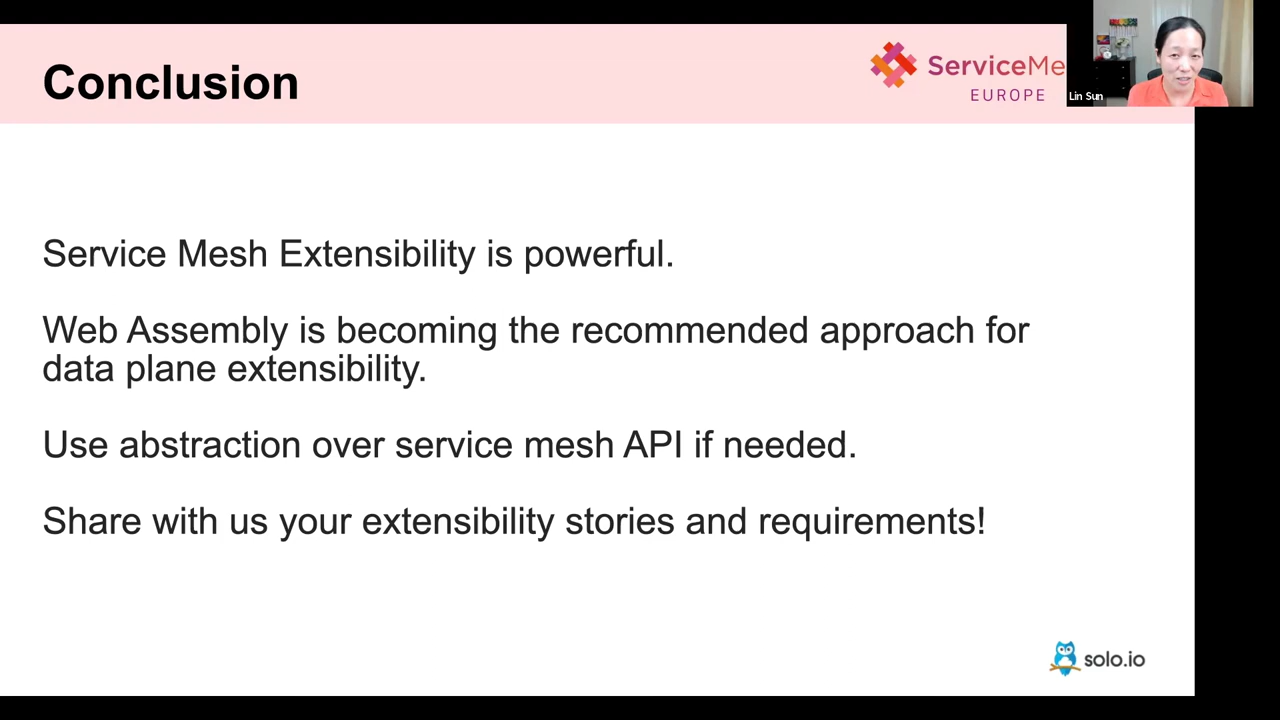 Conclusion
ServiceMe
EUROPE
Lin Sun
Service Mesh Extensibility is powerful.
Web Assembly is becoming the recommended approach for
data plane extensibility.
Use abstraction over service mesh API if needed.
Share with us your extensibility stories and requirements!
solo.io